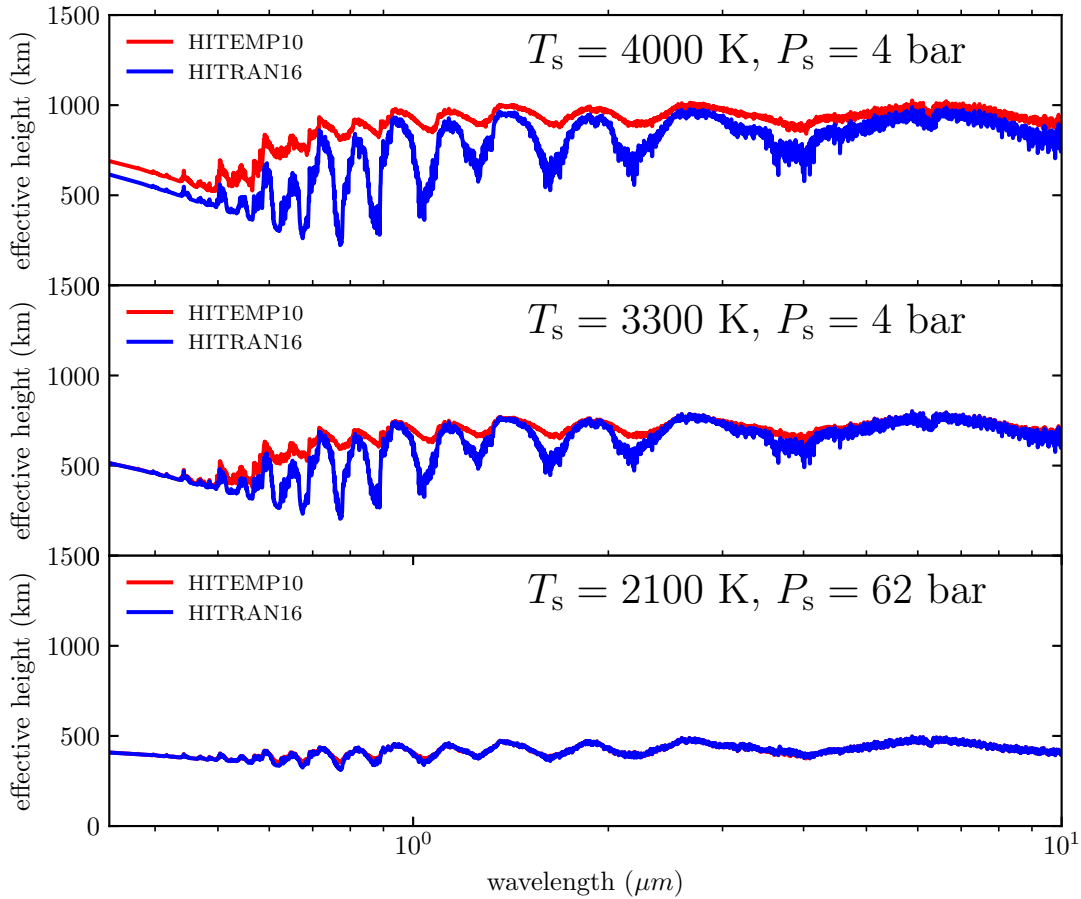 1500
1000
500
0
effective height (km)
HITEMP10
HITRAN16
T_s = 4000 K, P_s = 4 bar
1500
1000
500
0
effective height (km)
HITEMP10
HITRAN16
T_s = 3300 K, P_s = 4 bar
1500
1000
500
0
effective height (km)
HITEMP10
HITRAN16
T_s = 2100 K, P_s = 62 bar
10^0
10^1
wavelength (μm)